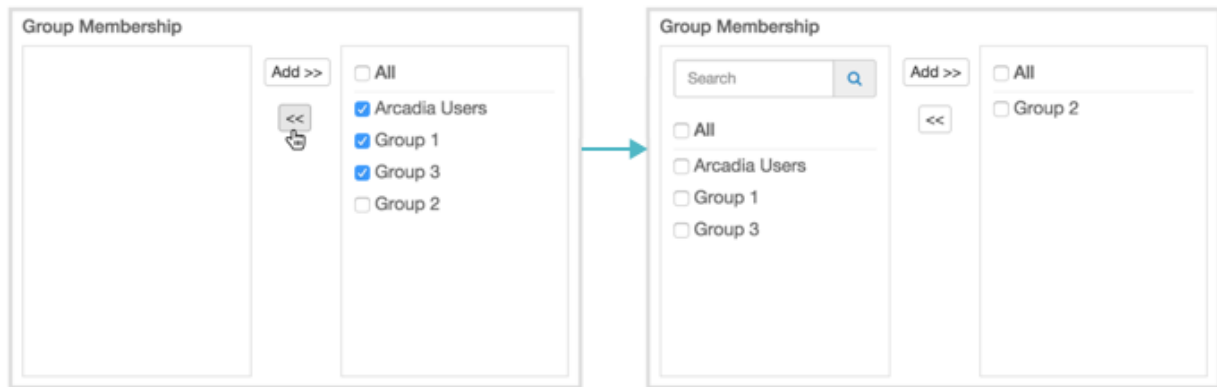 Group Membership
Add >>
<<
All
Arcadia Users
Group 1
Group 3
Group 2
Group Membership
Search
All
Arcadia Users
Group 1
Group 3
Add >>
<<
All
Group 2